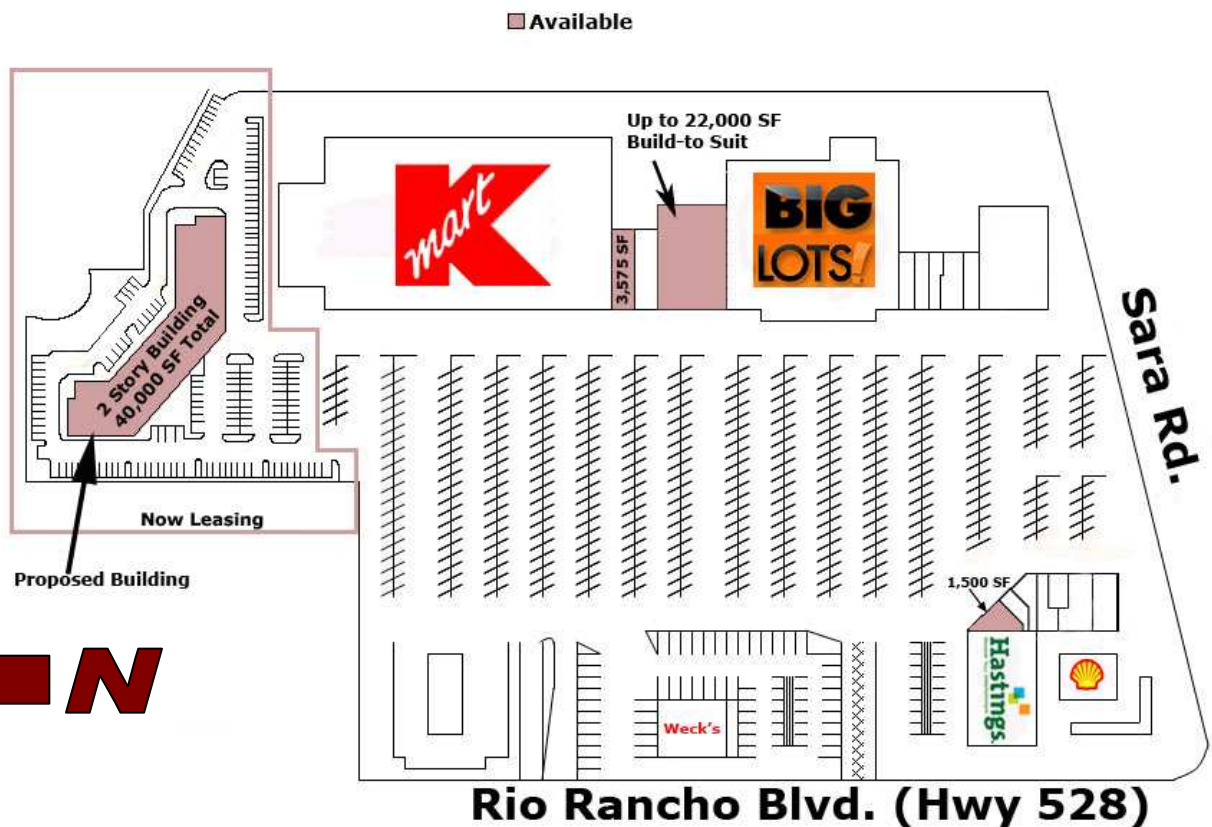 Available
Up to 22,000 SF
Build-to Suit
K
mart
3,575 SF
BIG
LOTS!
Sara Rd.
2 Story Building
40,000 SF Total
Now Leasing
Proposed Building
1,500 SF
Hastings.
Weck's
N
Rio Rancho Blvd. (Hwy 528)